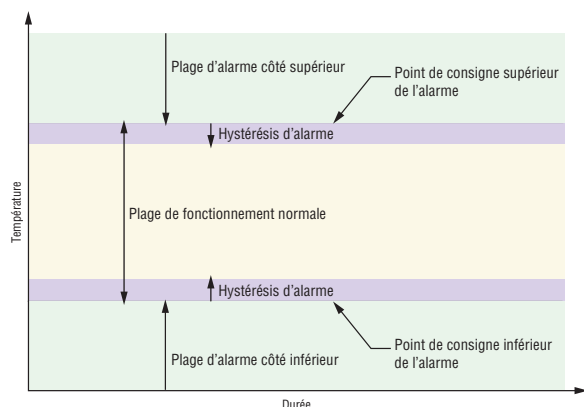 Plage d'alarme côté supérieur
Point de consigne supérieur
de l'alarme
Hystérésis d'alarme
Température
Plage de fonctionnement normale
Hystérésis d'alarme
Point de consigne inférieur
de l'alarme
Plage d'alarme côté inférieur
Durée